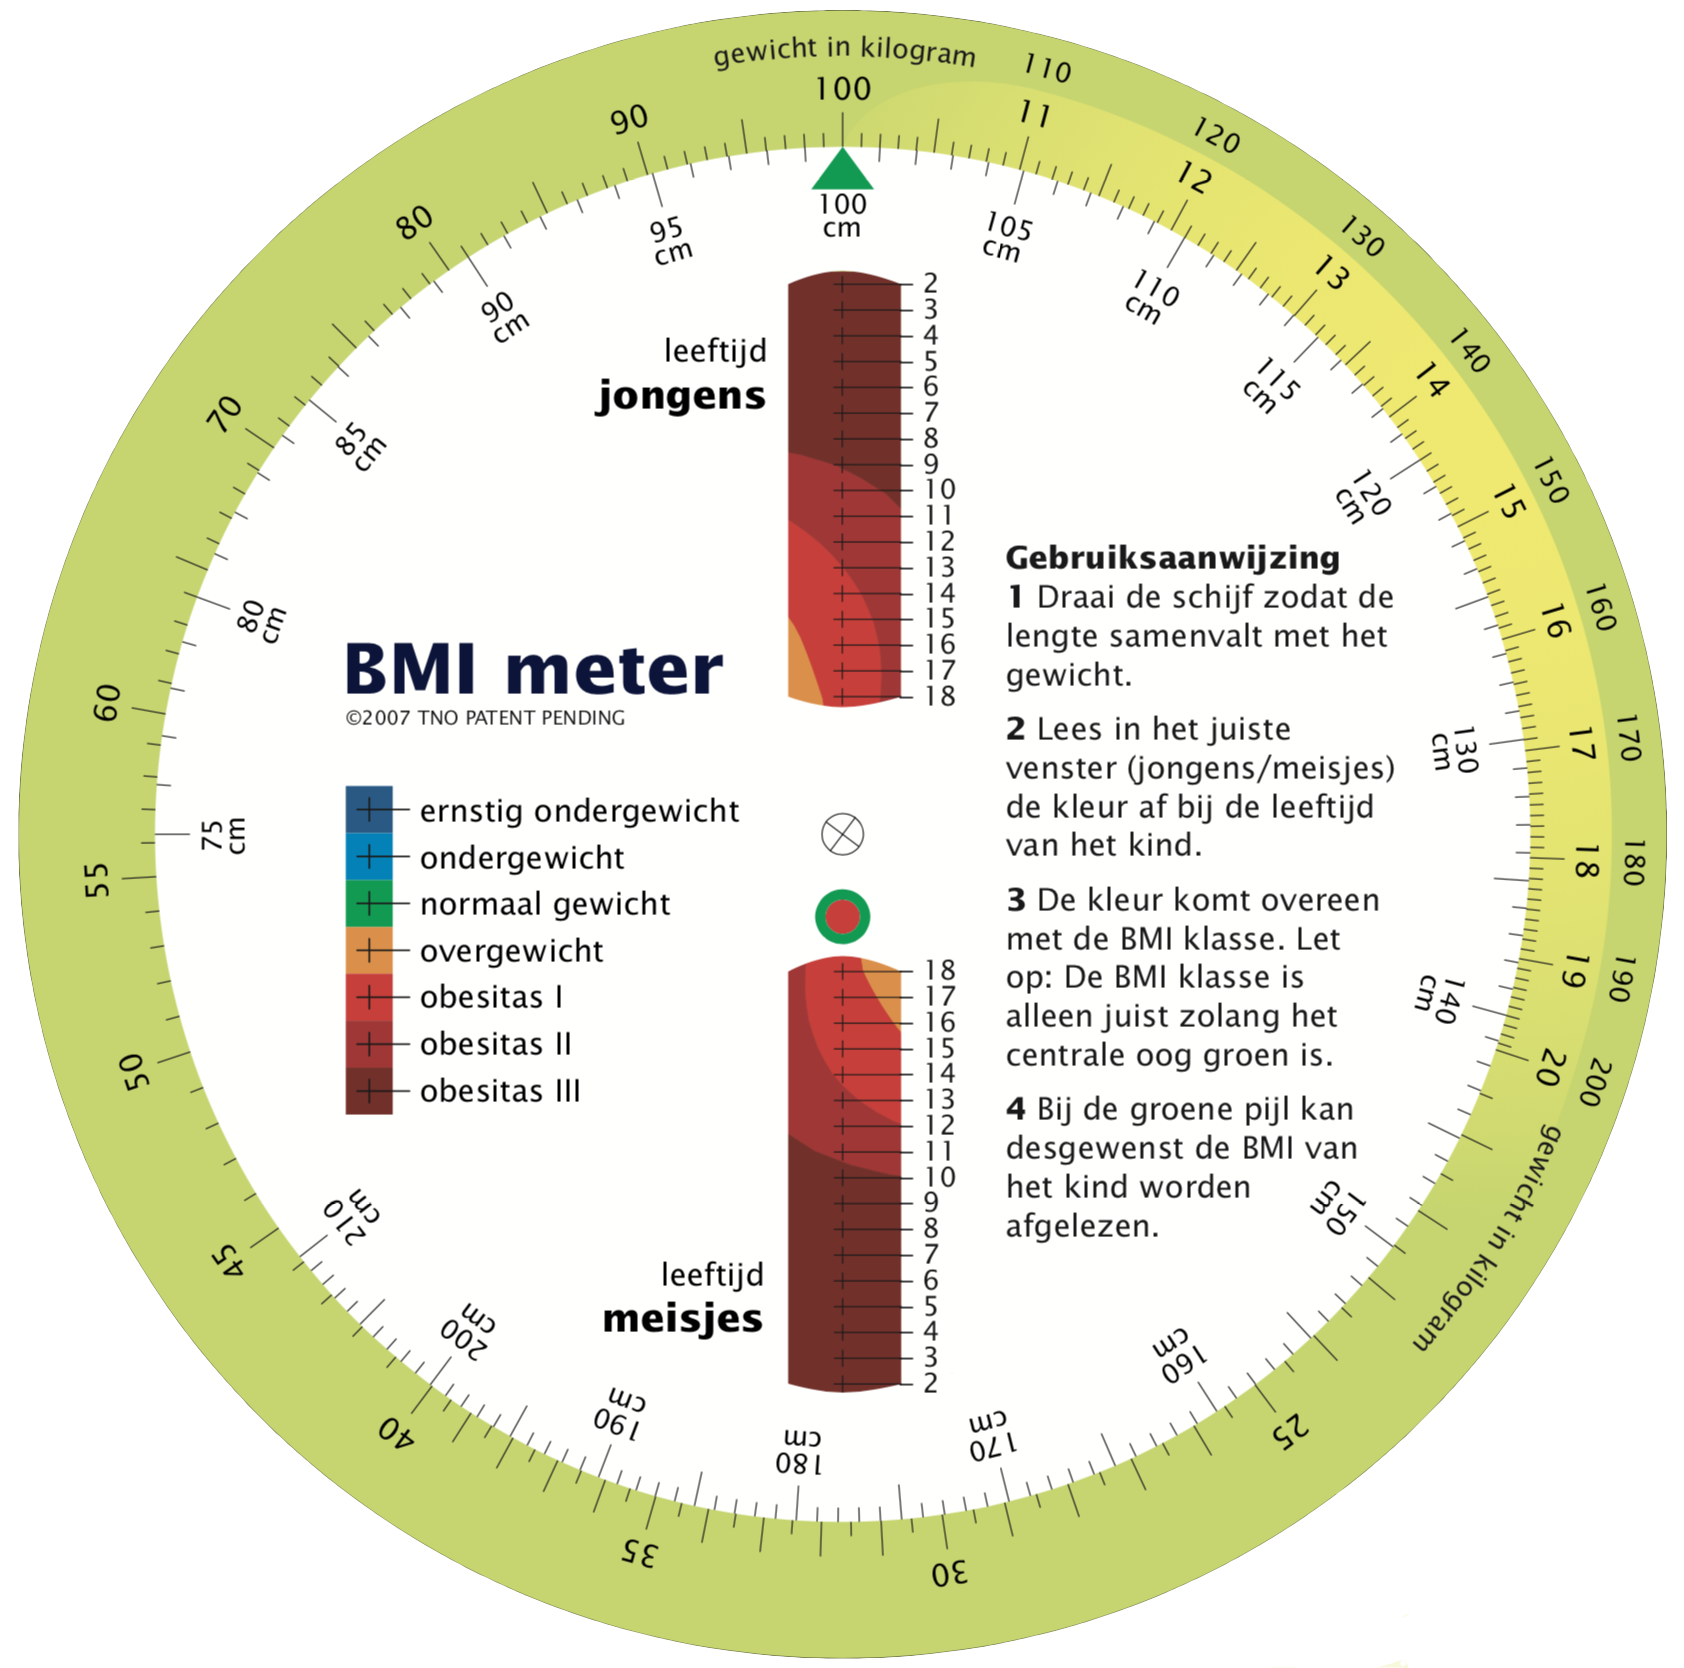 gewicht in kilogram
100
110
11
120
12
130
13
140
14
150
15
160
16
170
17
180
18
190
19
200
20
gewicht in kilogram
25
30
35
40
45
50
55
60
70
80
90
100
cm
105
cm
110
cm
115
cm
120
cm
130
cm
140
cm
150
cm
160
cm
170
cm
180
cm
190
cm
200
cm
210
cm
75
cm
80
cm
85
cm
90
cm
95
cm
leeftijd
jongens
2
3
4
5
6
7
8
9
10
11
12
13
14
15
16
17
18
BMI meter
©2007 TNO PATENT PENDING
ernstig ondergewicht
ondergewicht
normaal gewicht
overgewicht
obesitas I
obesitas II
obesitas III
Gebruiksaanwijzing
1 Draai de schijf zodat de
lengte samenvalt met het
gewicht.
2 Lees in het juiste
venster (jongens/meisjes)
de kleur af bij de leeftijd
van het kind.
3 De kleur komt overeen
met de BMI klasse. Let
op: De BMI klasse is
alleen juist zolang het
centrale oog groen is.
4 Bij de groene pijl kan
desgewenst de BMI van
het kind worden
afgelezen.
18
17
16
15
14
13
12
11
10
9
8
7
6
5
4
3
2
leeftijd
meisjes